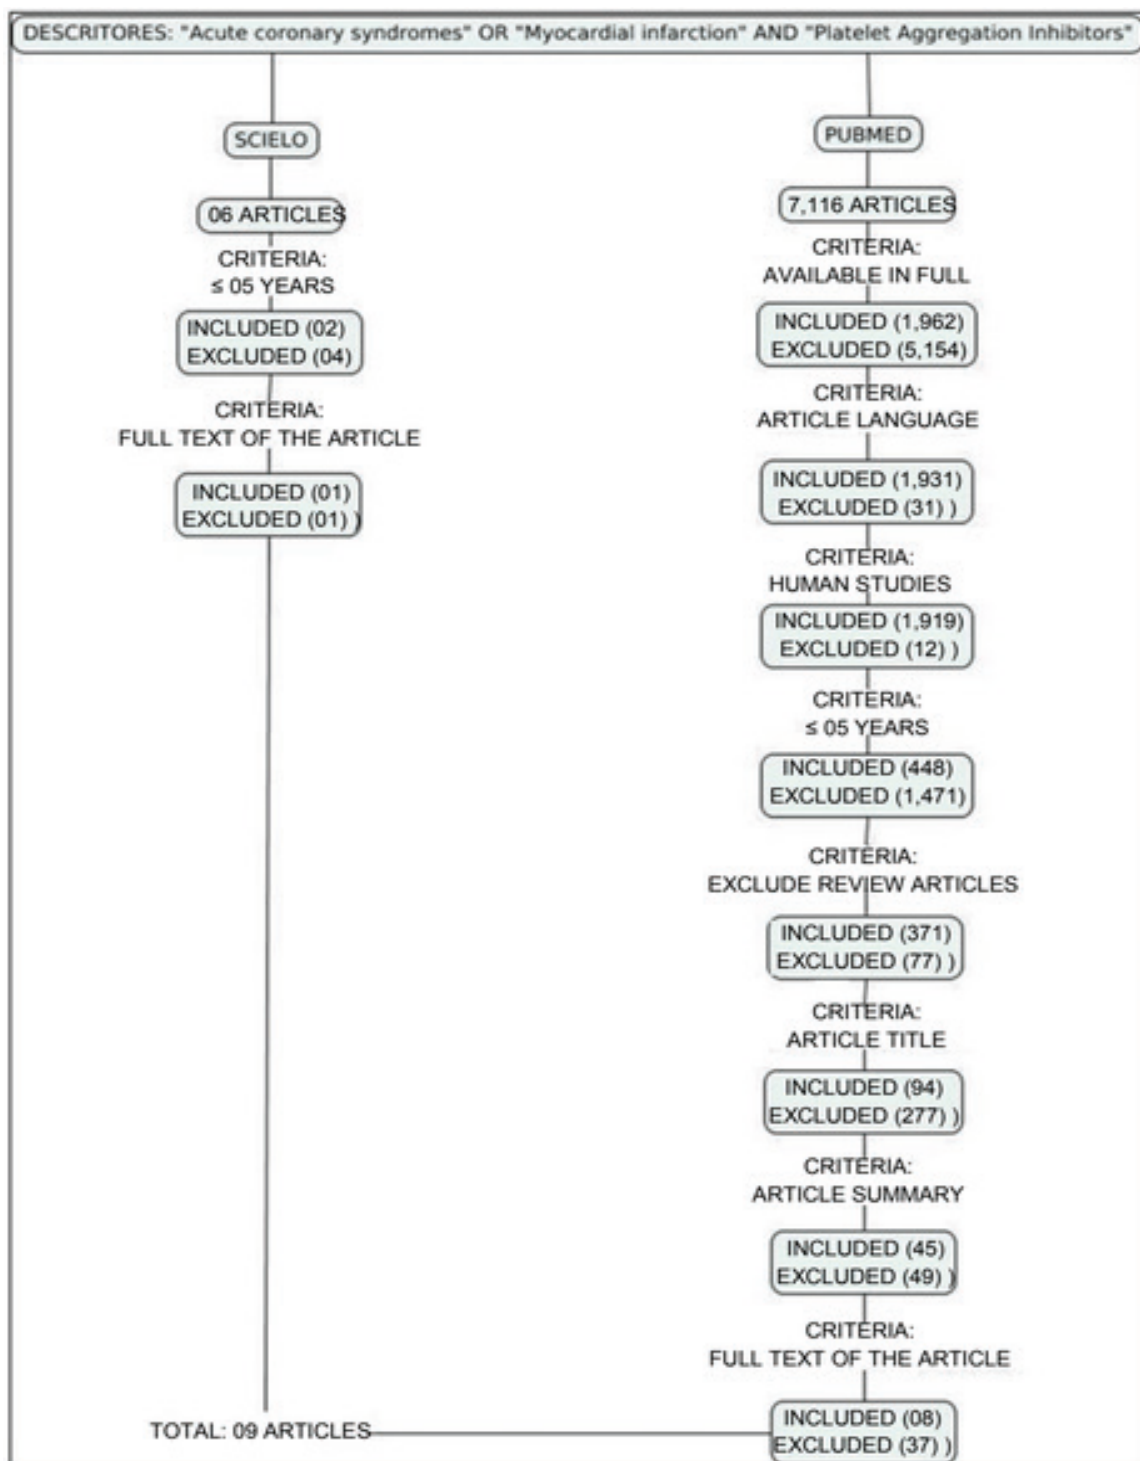 DESCRITORES: "Acute coronary syndromes" OR "Myocardial infarction" AND "Platelet Aggregation Inhibitors"
SCIELO
06 ARTICLES
CRITERIA:
≤ 05 YEARS
INCLUDED (02)
EXCLUDED (04)
CRITERIA:
FULL TEXT OF THE ARTICLE
INCLUDED (01)
EXCLUDED (01) )
PUBMED
7,116 ARTICLES
CRITERIA:
AVAILABLE IN FULL
INCLUDED (1,962)
EXCLUDED (5,154)
CRITERIA:
ARTICLE LANGUAGE
INCLUDED (1,931)
EXCLUDED (31) )
CRITERIA:
HUMAN STUDIES
INCLUDED (1,919)
EXCLUDED (12) )
CRITERIA:
≤ 05 YEARS
INCLUDED (448)
EXCLUDED (1,471)
CRITERIA:
EXCLUDE REVIEW ARTICLES
INCLUDED (371)
EXCLUDED (77) )
CRITERIA:
ARTICLE TITLE
INCLUDED (94)
EXCLUDED (277) )
CRITERIA:
ARTICLE SUMMARY
INCLUDED (45)
EXCLUDED (49) )
CRITERIA:
FULL TEXT OF THE ARTICLE
INCLUDED (08)
EXCLUDED (37) )
TOTAL: 09 ARTICLES